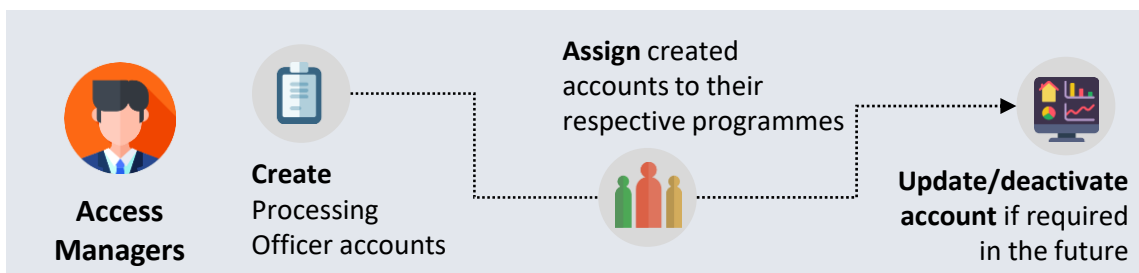 Access
Managers
Create
Processing
Officer accounts
Assign created
accounts to their
respective programmes
Update/deactivate
account if required
in the future